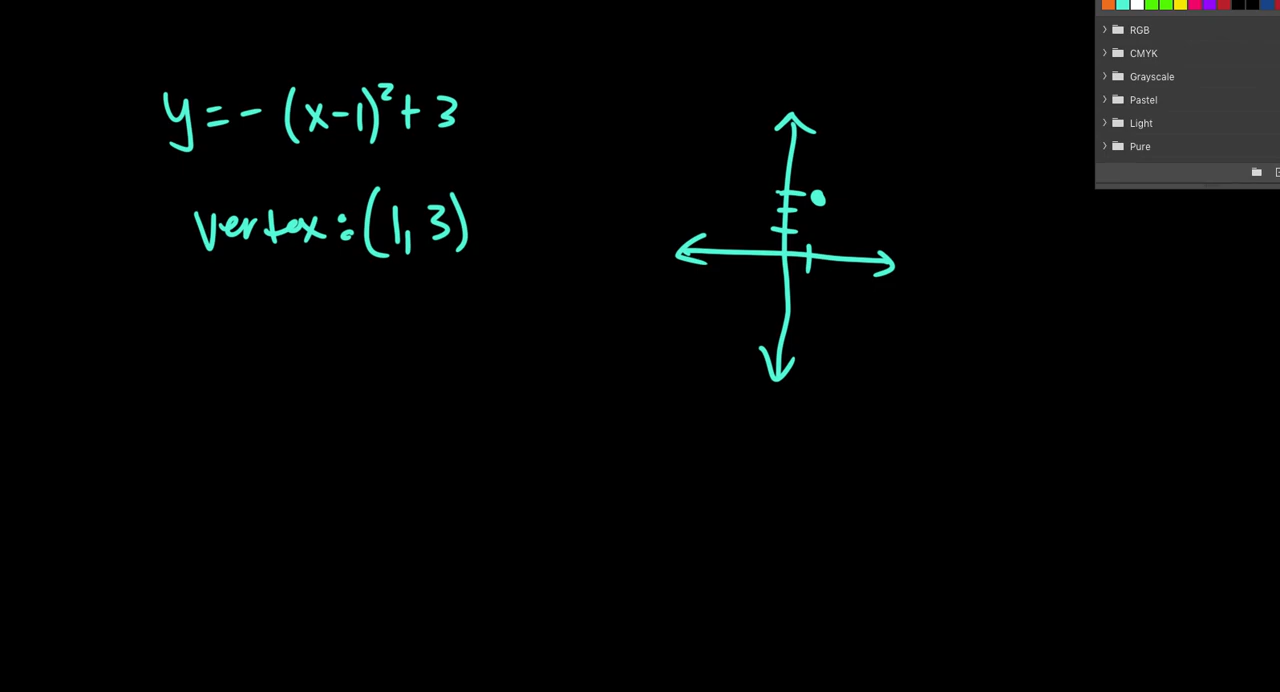 y = - (x-1)² + 3
vertex: (1, 3)
RGB
CMYK
Grayscale
Pastel
Light
Pure